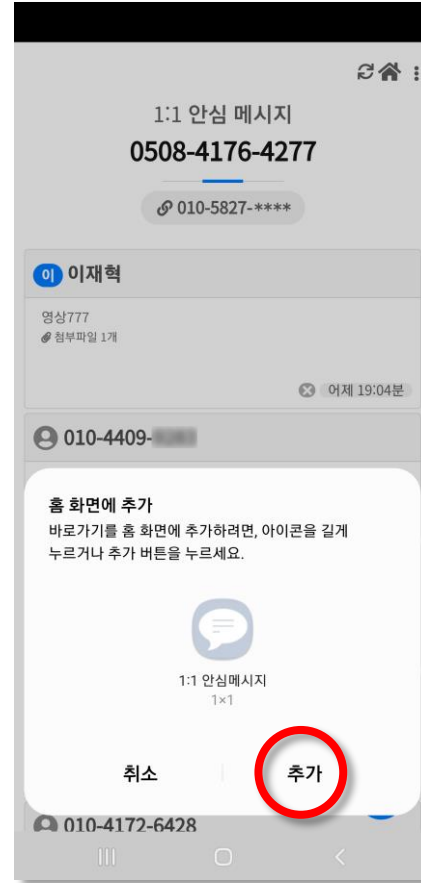 1:1 안심 메시지
0508-4176-4277
010-5827-****
이 이재혁
영상777
첨부파일 1개
어제 19:04분
010-4409-
홈 화면에 추가
바로가기를 홈 화면에 추가하려면, 아이콘을 길게
누르거나 추가 버튼을 누르세요.
1:1 안심메시지
1×1
취소 추가
010-4172-6428